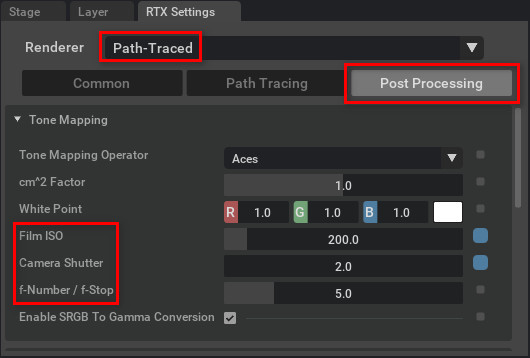 Stage Layer RTX Settings
Renderer Path-Traced
Common Path Tracing Post Processing
Tone Mapping
Tone Mapping Operator Aces
cm^2 Factor 1.0
White Point R 1.0 G 1.0 B 1.0
Film ISO 200.0
Camera Shutter 2.0
f-Number / f-Stop 5.0
Enable SRGB To Gamma Conversion